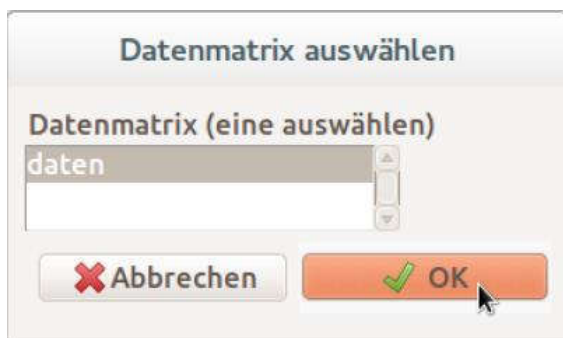 Datenmatrix auswählen
Datenmatrix (eine auswählen)
daten
Abbrechen OK